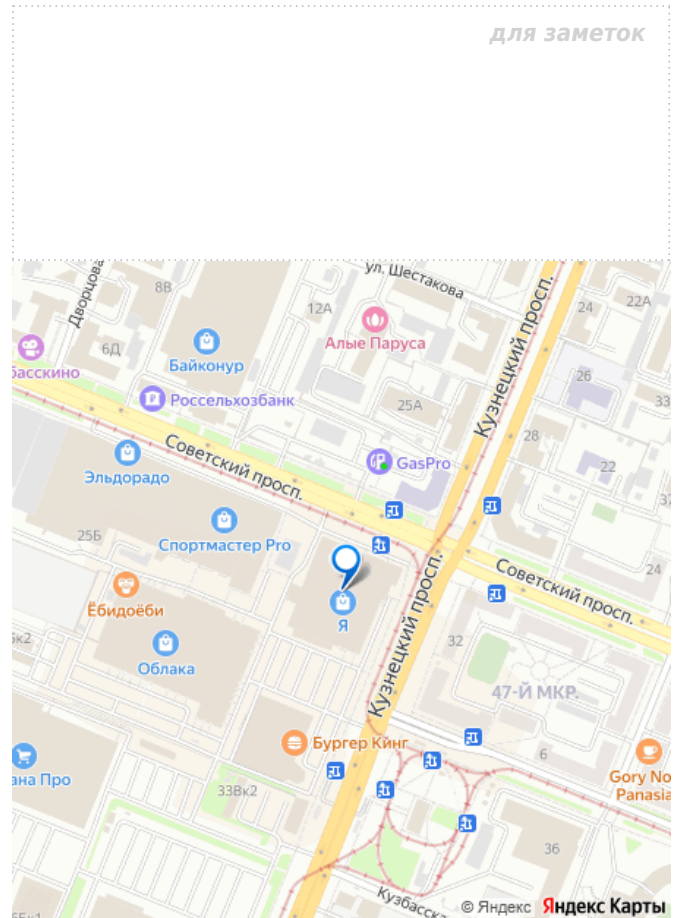 для заметок
ул. Шестакова
Дворцова
8В
12А
24
22А
Кузнецкий просп.
Алые Паруса
6Д
баccкино
Байконур
26
Россельхозбанк
25А
33
28
Советский просп.
GasPro
22
Эльдорадо
Спортмастер Pro
25Б
24
Советский просп.
Ёбидоёби
Я
Кузнецкий просп.
32
Облака
47-Й МКР.
Бургер Кинг
6
ана Про
Gory No
Panasia
33Вк2
36
Кузбасск
© Яндекс Яндекс Карты